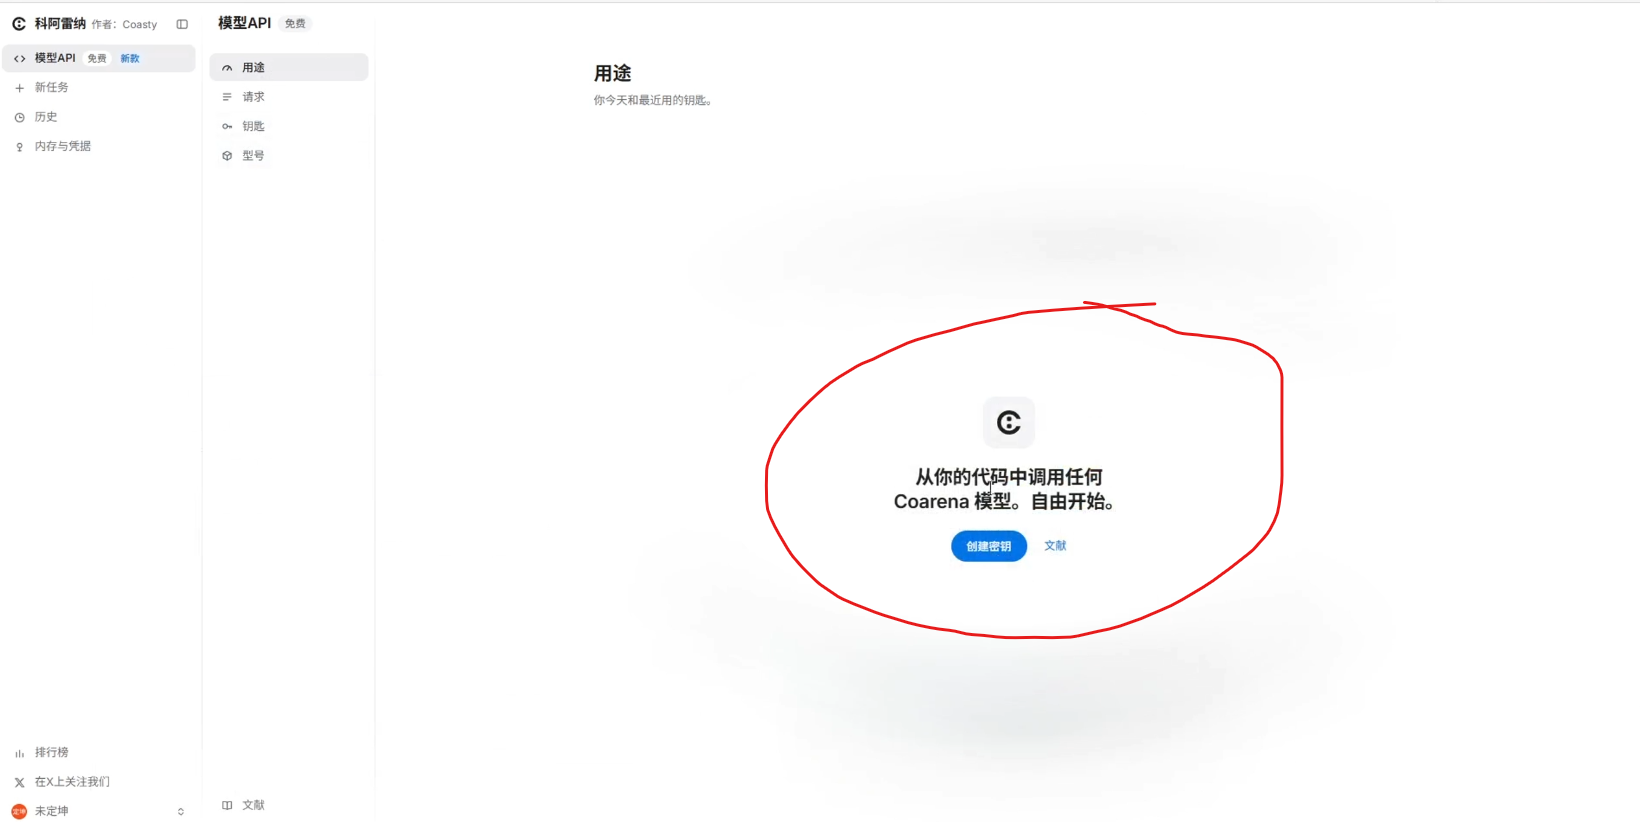 科阿雷纳 作者：Coasty
模型API 免费 新款
新任务
历史
内存与凭据
排行榜
在X上关注我们
未定坤
模型API 免费
用途
请求
钥匙
型号
文献
用途
你今天和最近用的钥匙。
从你的代码中调用任何
Coarena 模型。自由开始。
创建密钥 文献